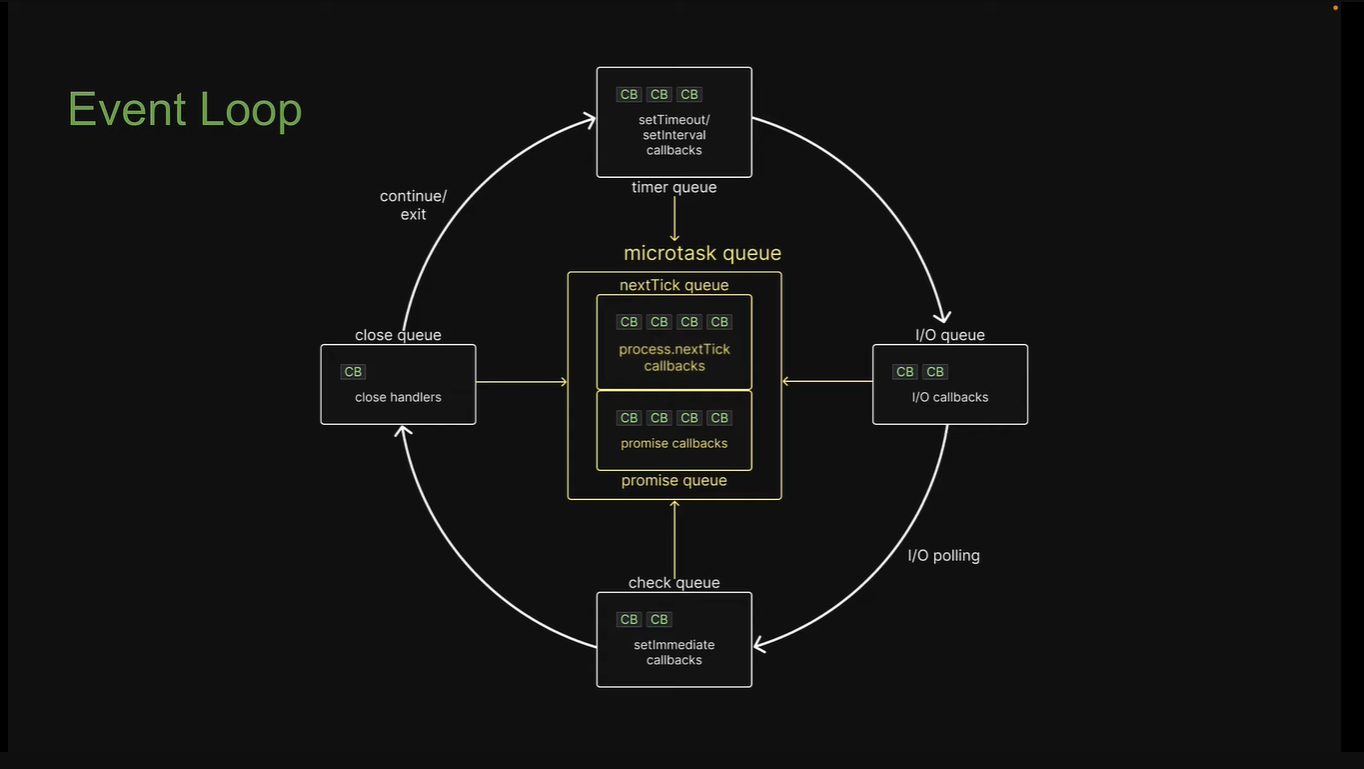 Event Loop
CB CB CB
setTimeout/
setInterval
callbacks
timer queue
continue/
exit
microtask queue
nextTick queue
CB CB CB CB
process.nextTick
callbacks
CB CB CB CB
promise callbacks
promise queue
close queue
CB
close handlers
I/O queue
CB CB
I/O callbacks
I/O polling
check queue
CB CB
setImmediate
callbacks